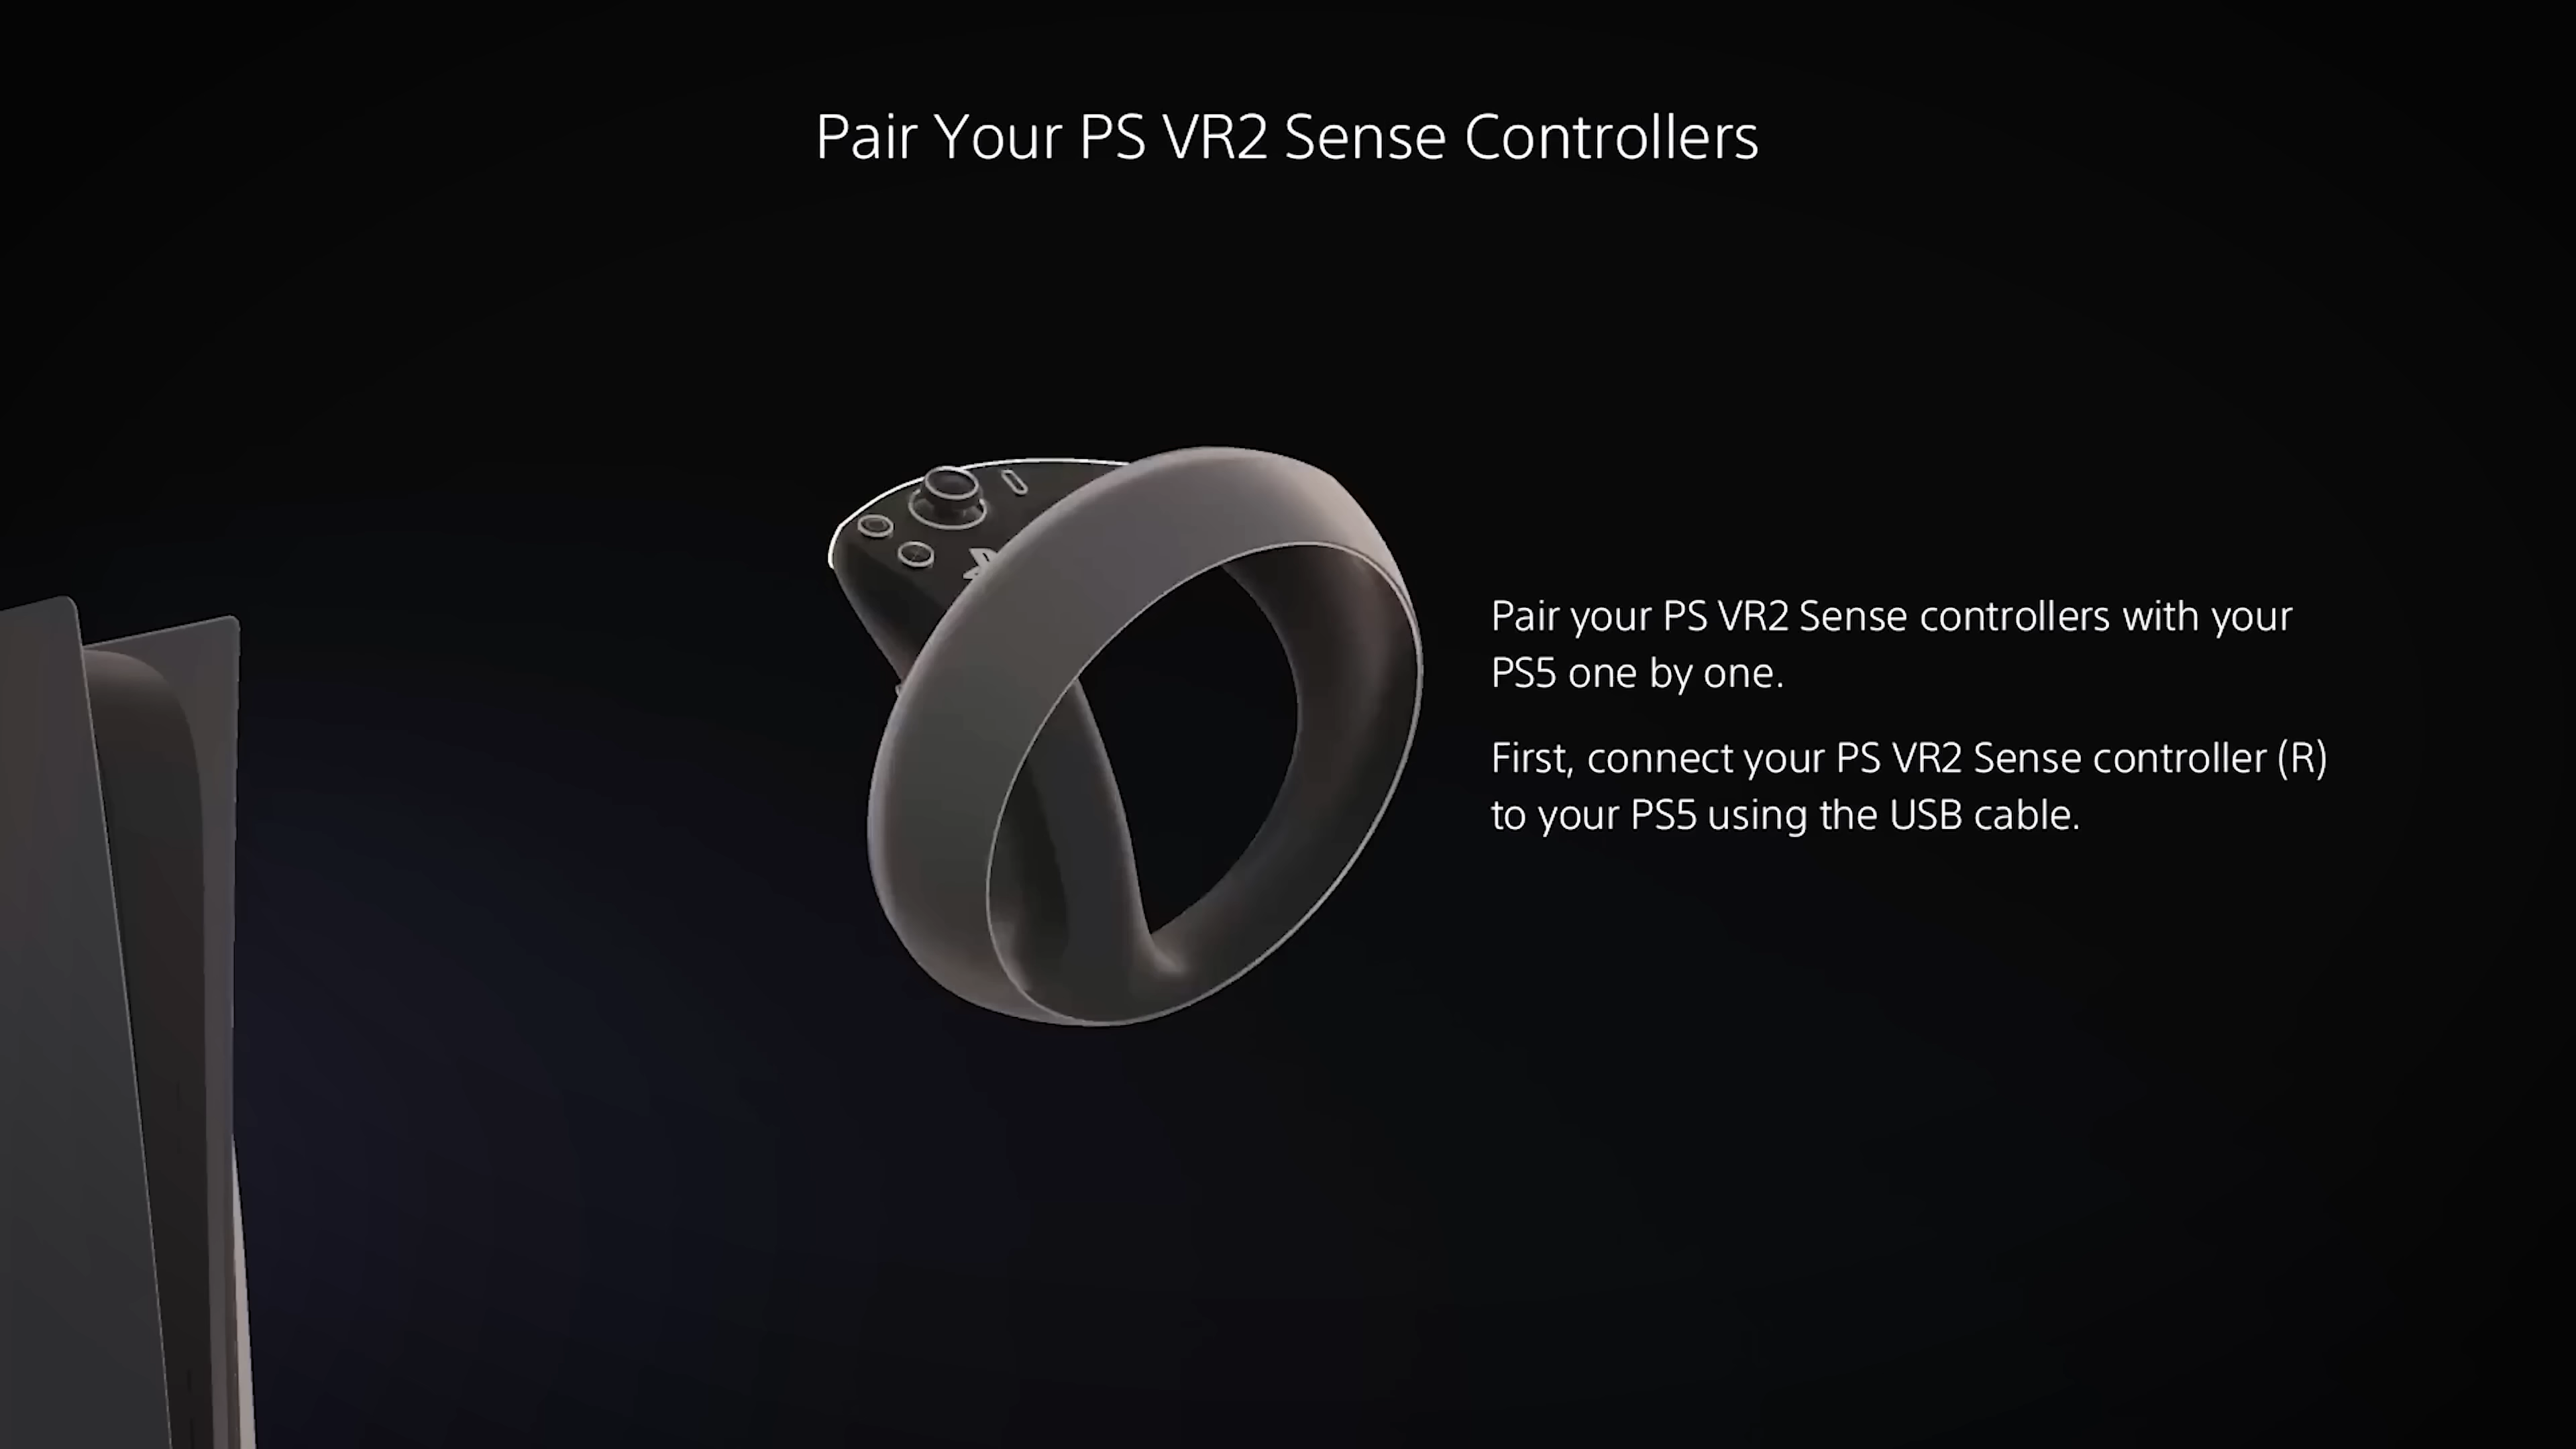 Pair Your PS VR2 Sense Controllers
Pair your PS VR2 Sense controllers with your
PS5 one by one.
First, connect your PS VR2 Sense controller (R)
to your PS5 using the USB cable.